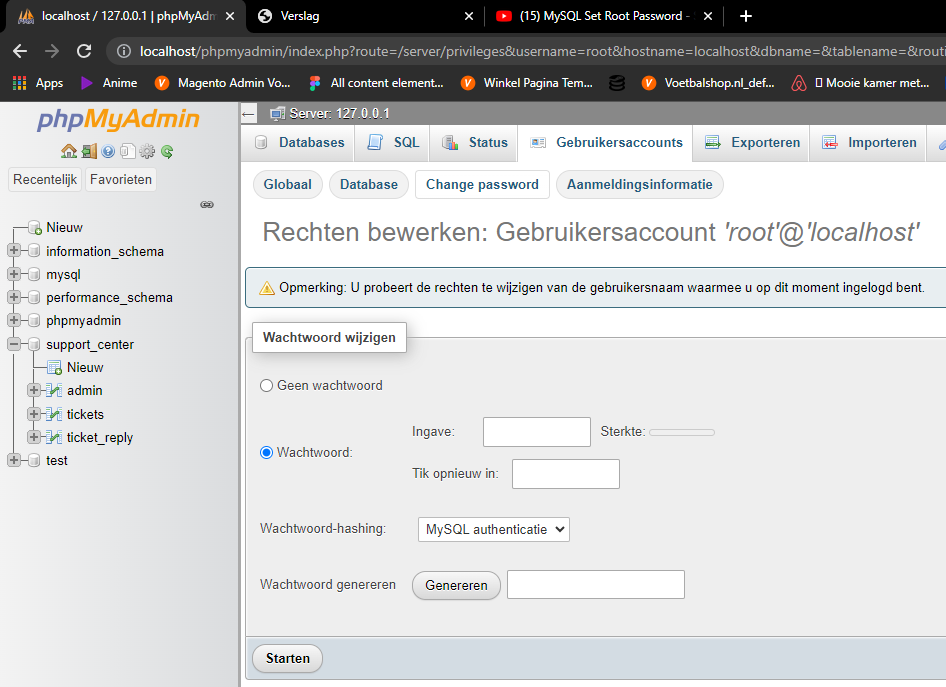 localhost / 127.0.0.1 | phpMyAdm
Verslag
(15) MySQL Set Root Password -
localhost/phpmyadmin/index.php?route=/server/privileges&username=root&hostname=localhost&dbname=&tablename=&routi
Apps
Anime
Magento Admin Vo...
All content element...
Winkel Pagina Tem...
Voetbalshop.nl_def...
Mooie kamer met...
phpMyAdmin
Server: 127.0.0.1
Databases
SQL
Status
Gebruikersaccounts
Exporteren
Importeren
Recentelijk
Favorieten
Globaal
Database
Change password
Aanmeldingsinformatie
Nieuw
information_schema
mysql
performance_schema
phpmyadmin
support_center
Nieuw
admin
tickets
ticket_reply
test
Rechten bewerken: Gebruikersaccount 'root'@'localhost'
Opmerking: U probeert de rechten te wijzigen van de gebruikersnaam waarmee u op dit moment ingelogd bent.
Wachtwoord wijzigen
Geen wachtwoord
Wachtwoord:
Ingave:
Sterkte:
Tik opnieuw in:
Wachtwoord-hashing:
MySQL authenticatie
Wachtwoord genereren
Genereren
Starten